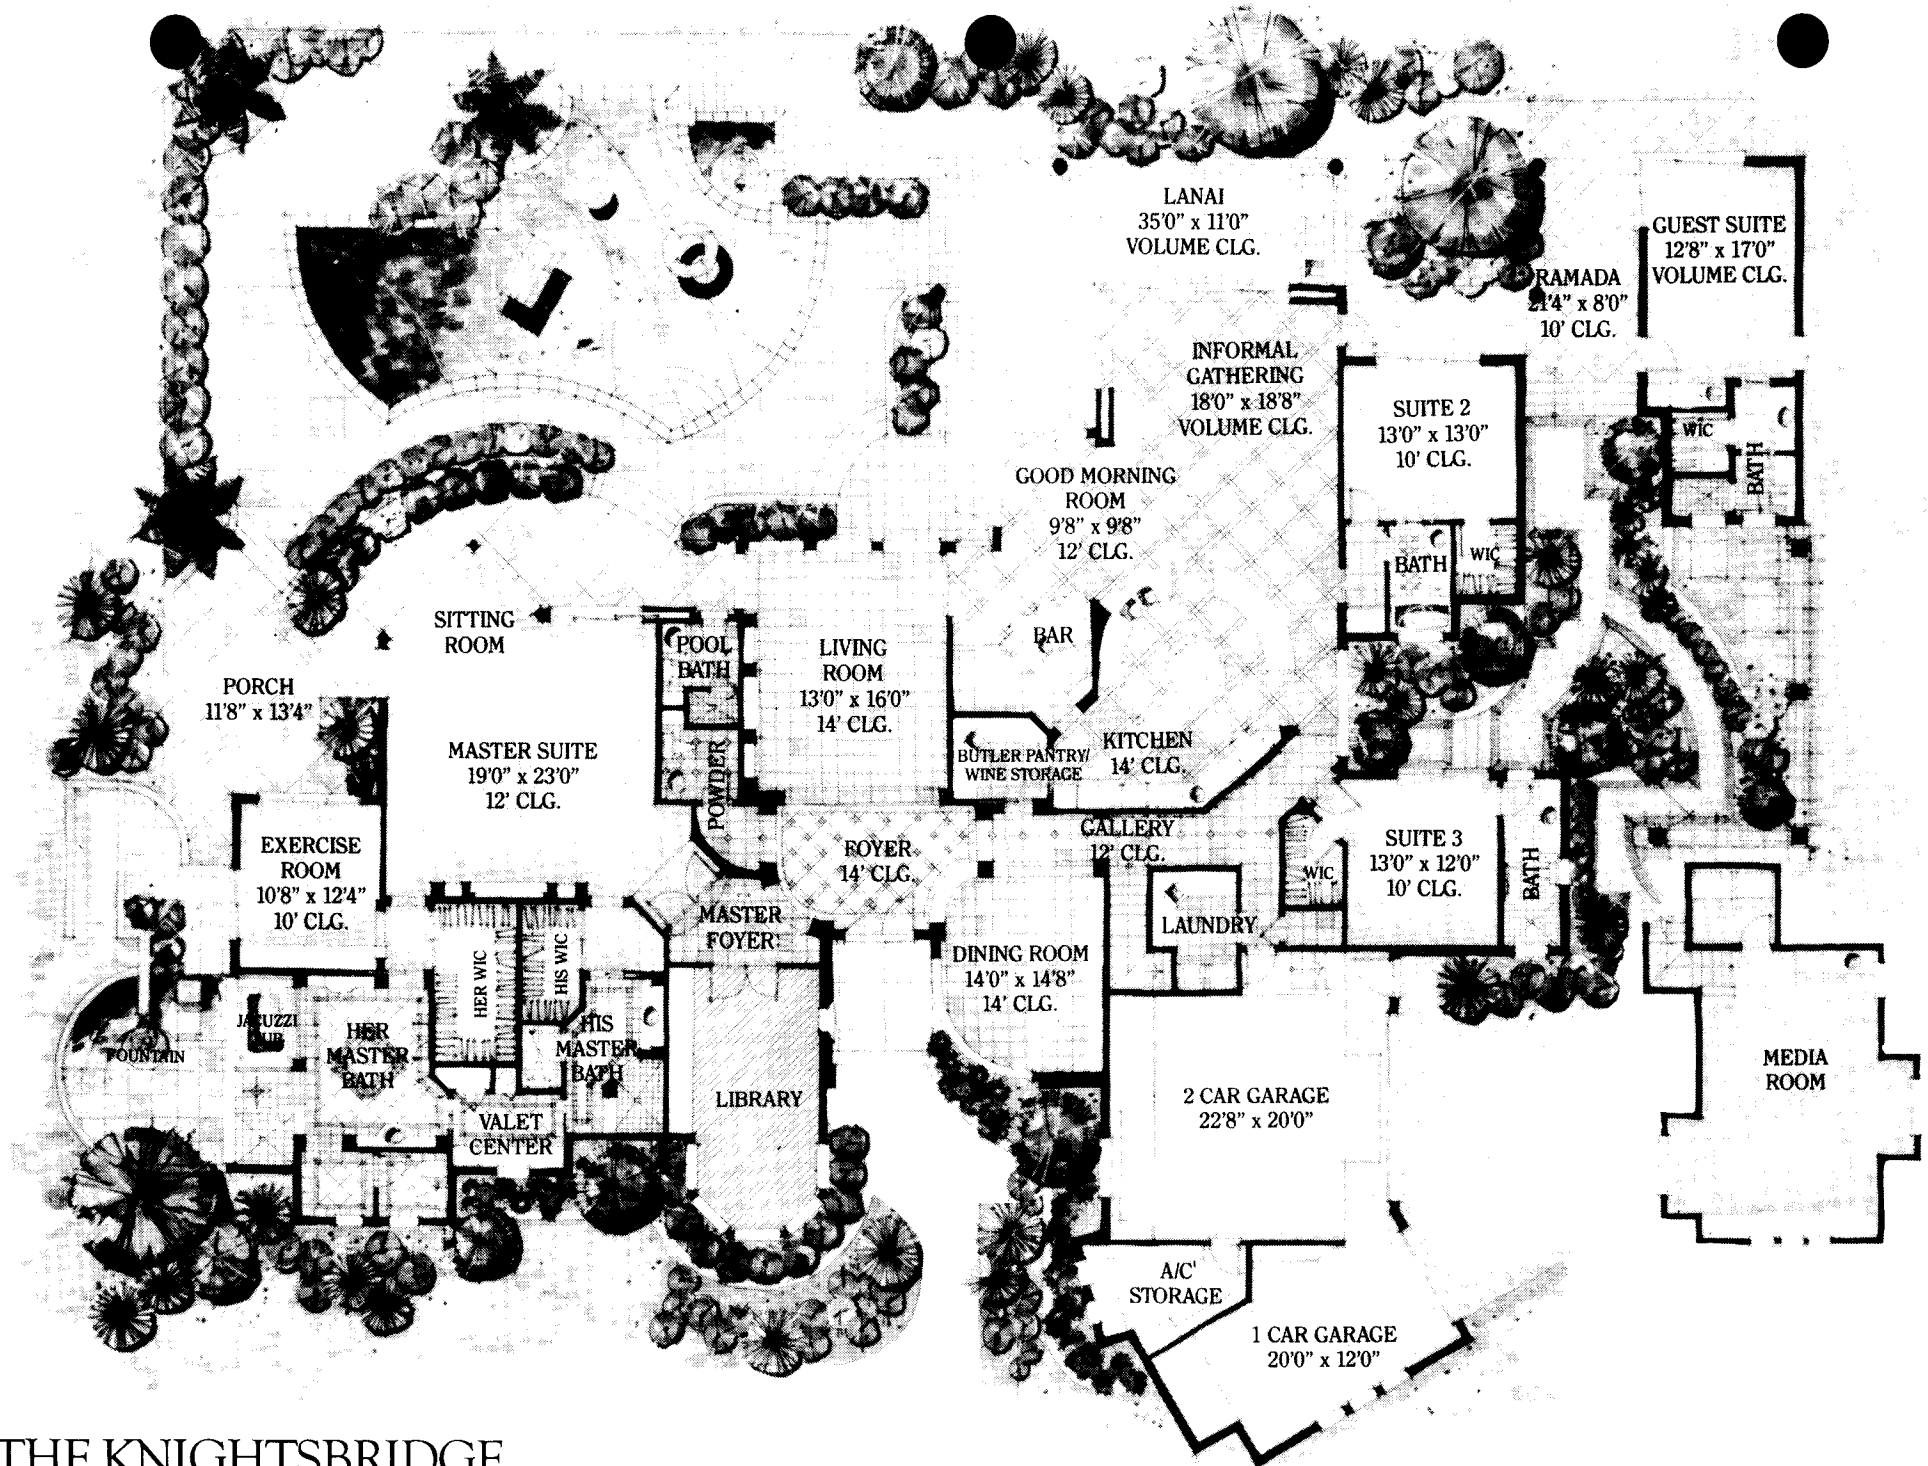 LANAI
35'0" x 11'0"
VOLUME CLG.
GUEST SUITE
12'8" x 17'0"
VOLUME CLG.
RAMADA
21'4" x 8'0"
10' CLG.
INFORMAL
GATHERING
18'0" x 18'8"
VOLUME CLG.
SUITE 2
13'0" x 13'0"
10' CLG.
WIC
BATH
GOOD MORNING
ROOM
9'8" x 9'8"
12' CLG.
BATH
WIC
SITTING
ROOM
POOL
BATH
LIVING
ROOM
13'0" x 16'0"
14' CLG.
BAR
PORCH
11'8" x 13'4"
MASTER SUITE
19'0" x 23'0"
12' CLG.
POWDER
BUTLER PANTRY/
WINE STORAGE
KITCHEN
14' CLG.
GALLERY
12' CLG.
EXERCISE
ROOM
10'8" x 12'4"
10' CLG.
FOYER
14' CLG.
WIC
SUITE 3
13'0" x 12'0"
10' CLG.
BATH
MASTER
FOYER
LAUNDRY
HER WIC
HIS WIC
DINING ROOM
14'0" x 14'8"
14' CLG.
FOUNTAIN
JACUZZI
TUB
HER
MASTER
BATH
HIS
MASTER
BATH
LIBRARY
VALET
CENTER
2 CAR GARAGE
22'8" x 20'0"
MEDIA
ROOM
A/C'
STORAGE
1 CAR GARAGE
20'0" x 12'0"
THE KNIGHTSBRIDGE